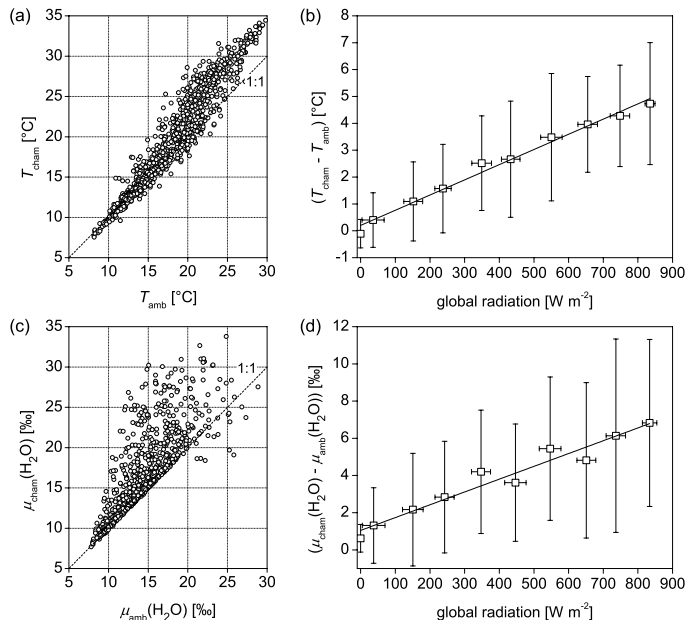 (a)
35
30
25
20
15
10
5
T_cham [°C]
1:1
5 10 15 20 25 30
T_amb [°C]
(b)
8
7
6
5
4
3
2
1
0
-1
(T_cham - T_amb) [°C]
0 100 200 300 400 500 600 700 800 900
global radiation [W m⁻²]
(c)
35
30
25
20
15
10
5
μ_cham(H₂O) [‰]
1:1
5 10 15 20 25 30
μ_amb(H₂O) [‰]
(d)
12
10
8
6
4
2
0
(μ_cham(H₂O) - μ_amb(H₂O)) [‰]
0 100 200 300 400 500 600 700 800 900
global radiation [W m⁻²]